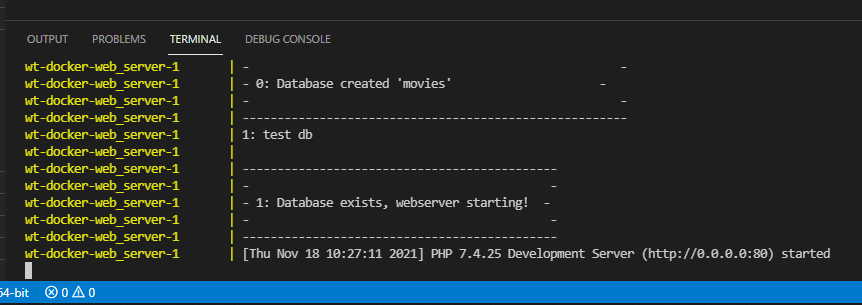 OUTPUT PROBLEMS TERMINAL DEBUG CONSOLE
wt-docker-web_server-1 | - -
wt-docker-web_server-1 | - 0: Database created 'movies' -
wt-docker-web_server-1 | - -
wt-docker-web_server-1 | -------------------------------------------------------
wt-docker-web_server-1 | 1: test db
wt-docker-web_server-1 |
wt-docker-web_server-1 | ---------------------------------------------
wt-docker-web_server-1 | - -
wt-docker-web_server-1 | - 1: Database exists, webserver starting! -
wt-docker-web_server-1 | - -
wt-docker-web_server-1 | ---------------------------------------------
wt-docker-web_server-1 | [Thu Nov 18 10:27:11 2021] PHP 7.4.25 Development Server (http://0.0.0.0:80) started
64-bit 0 0